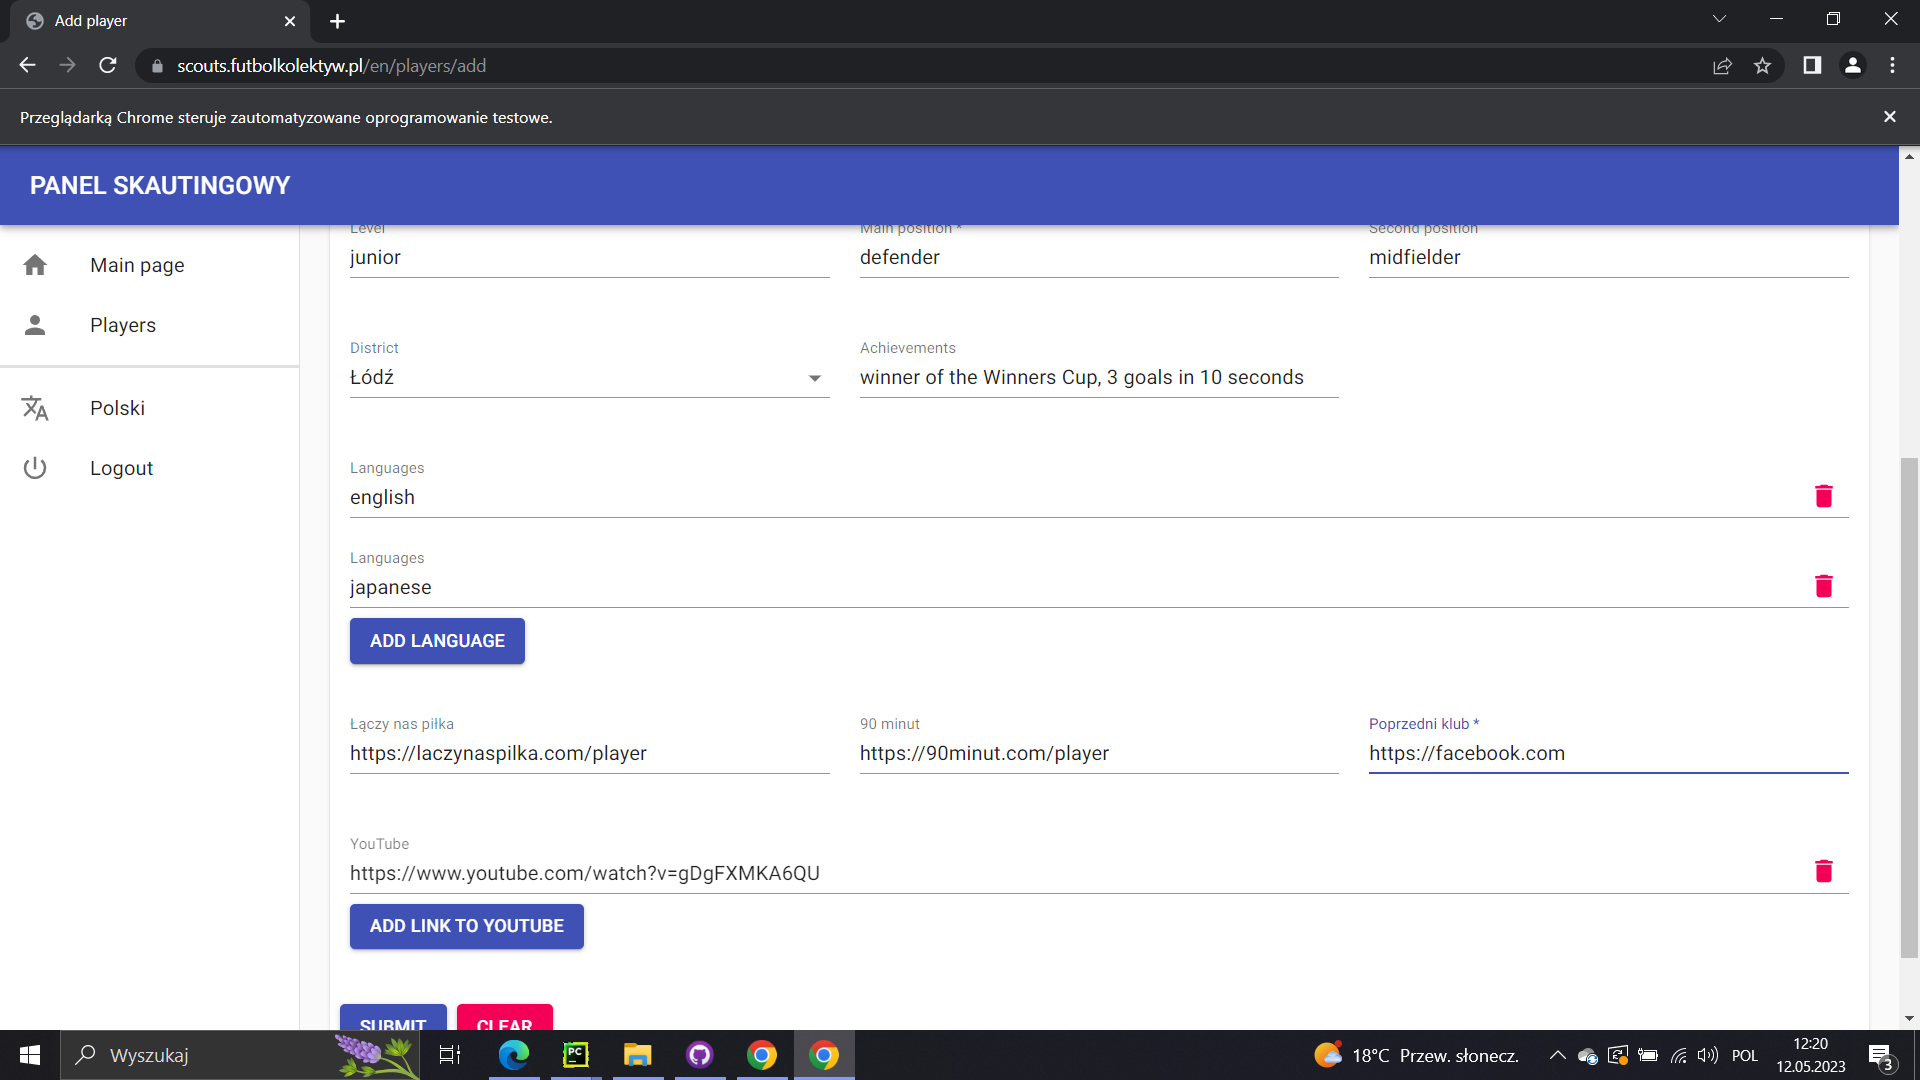 Add player
scouts.futbolkolektyw.pl/en/players/add
Przeglądarką Chrome steruje zautomatyzowane oprogramowanie testowe.
PANEL SKAUTINGOWY
Main page
Players
Polski
Logout
Level
Main position *
Second position
junior
defender
midfielder
District
Achievements
Łódź
winner of the Winners Cup, 3 goals in 10 seconds
Languages
english
Languages
japanese
ADD LANGUAGE
Łączy nas piłka
90 minut
Poprzedni klub *
https://laczynaspilka.com/player
https://90minut.com/player
https://facebook.com
YouTube
https://www.youtube.com/watch?v=gDgFXMKA6QU
ADD LINK TO YOUTUBE
SUBMIT
CLEAR
Wyszukaj
PC
18°C Przew. słonecz.
POL
12:20
12.05.2023
3